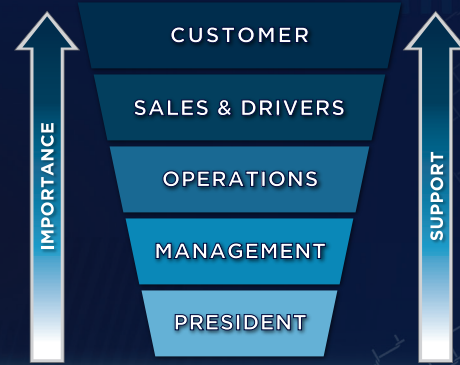 CUSTOMER
SALES & DRIVERS
OPERATIONS
MANAGEMENT
PRESIDENT
IMPORTANCE
SUPPORT